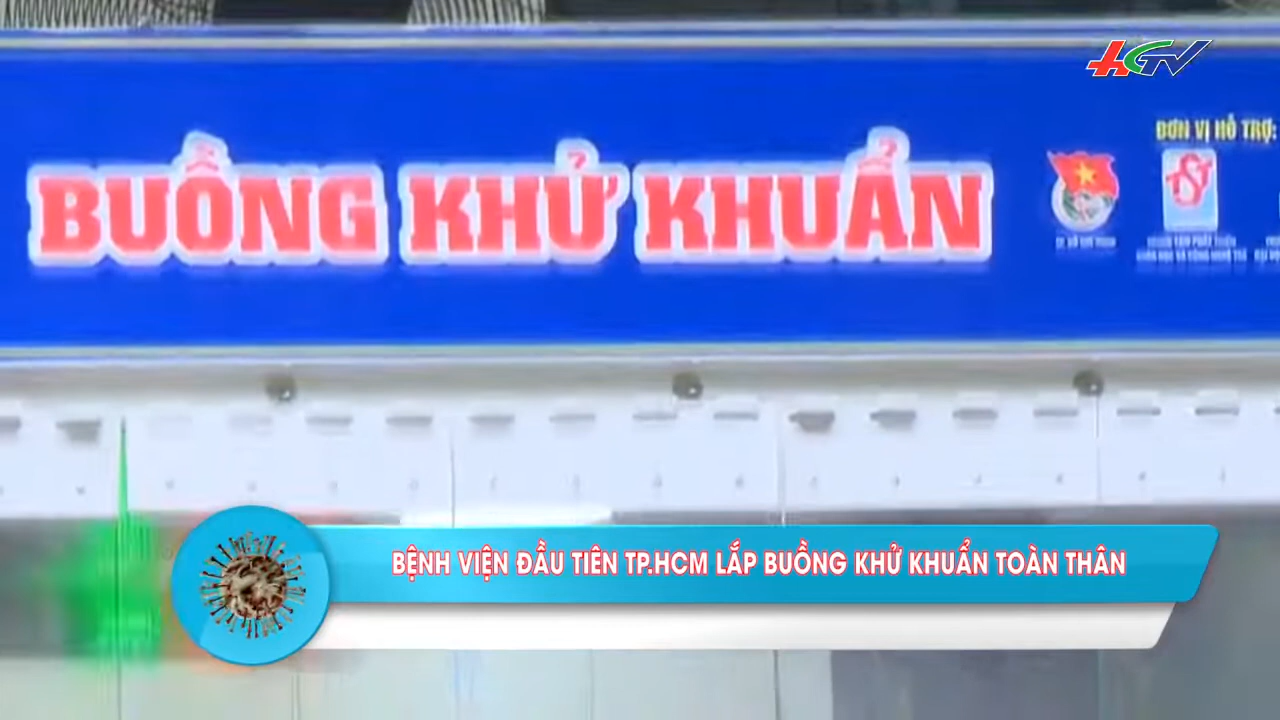 HGTV
ĐƠN VỊ HỖ TRỢ:
BUỒNG KHỬ KHUẨN
TST
BỆNH VIỆN ĐẦU TIÊN TP.HCM LẮP BUỒNG KHỬ KHUẨN TOÀN THÂN